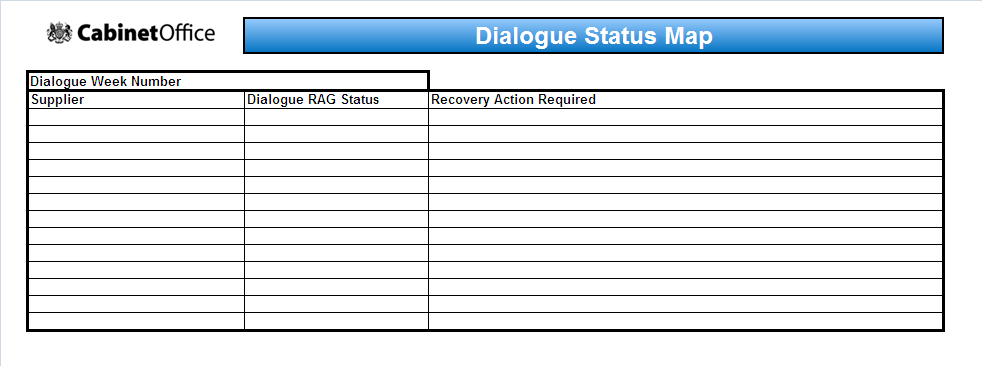 CabinetOffice
Dialogue Status Map
Dialogue Week Number
Supplier Dialogue RAG Status Recovery Action Required